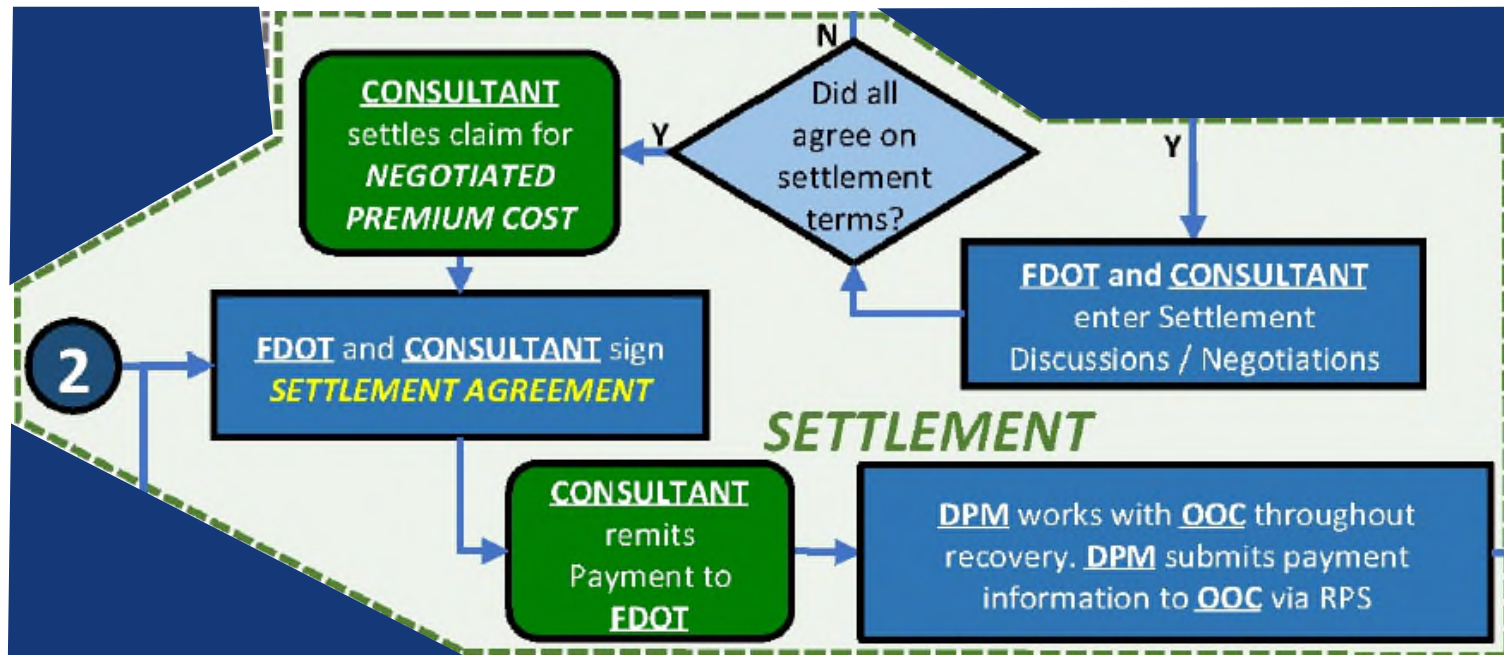 N
Did all
agree on
settlement
terms?
Y
CONSULTANT
settles claim for
NEGOTIATED
PREMIUM COST
Y
FDOT and CONSULTANT
enter Settlement
Discussions / Negotiations
2
FDOT and CONSULTANT sign
SETTLEMENT AGREEMENT
SETTLEMENT
CONSULTANT
remits
Payment to
FDOT
DPM works with OOC throughout
recovery. DPM submits payment
information to OOC via RPS